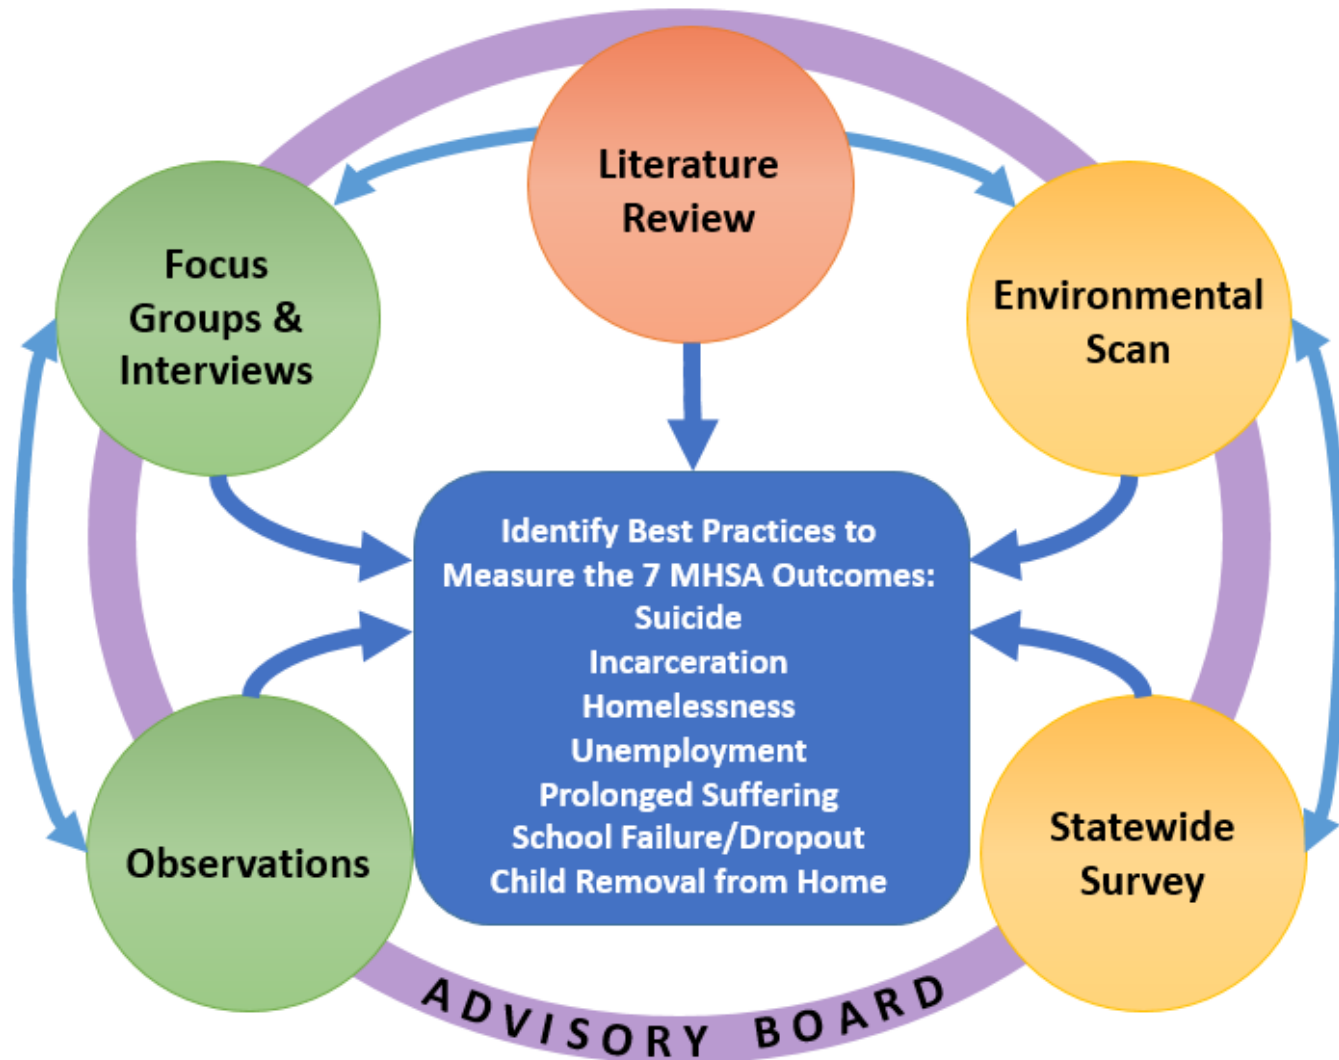 Literature
Review
Focus
Groups &
Interviews
Environmental
Scan
Identify Best Practices to
Measure the 7 MHSA Outcomes:
Suicide
Incarceration
Homelessness
Unemployment
Prolonged Suffering
School Failure/Dropout
Child Removal from Home
Observations
Statewide
Survey
ADVISORY BOARD